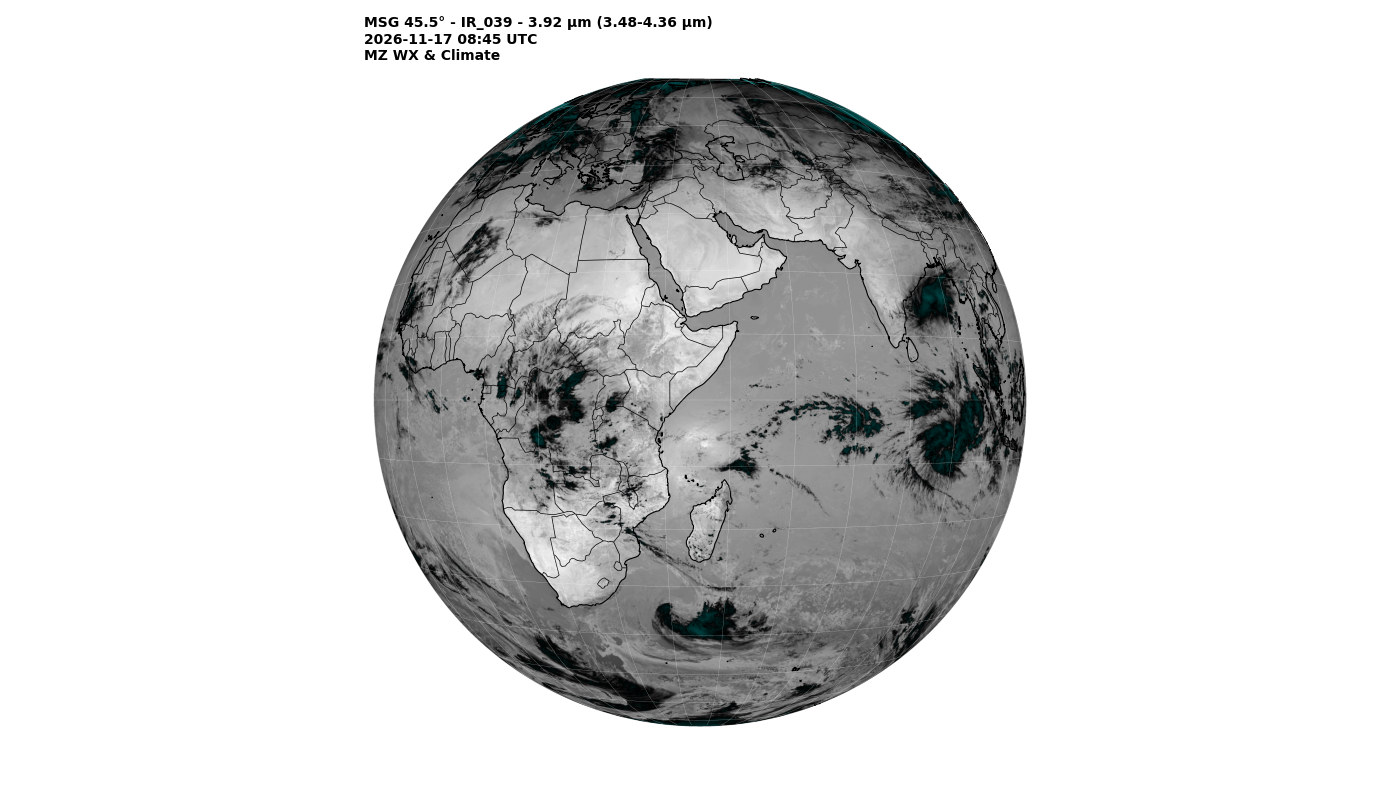 MSG 45.5° - IR_039 - 3.92 µm (3.48-4.36 µm)
2026-11-17 08:45 UTC
MZ WX & Climate